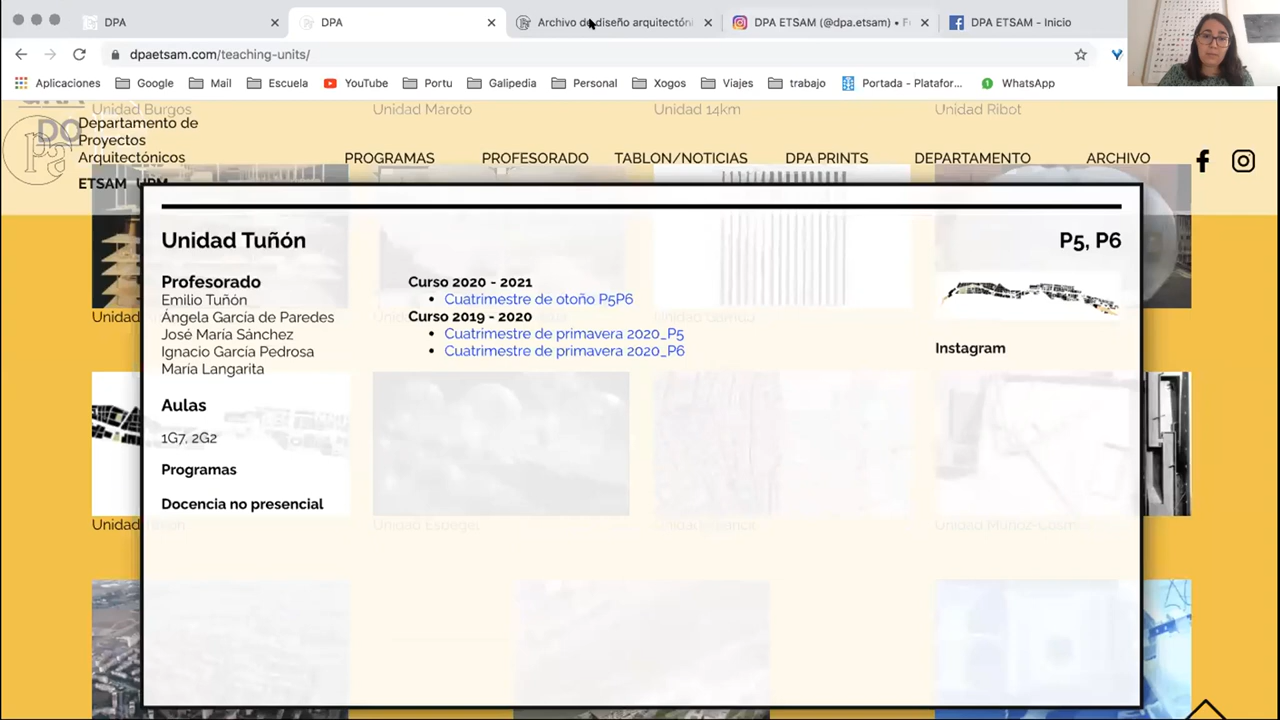 DPA
DPA
Archivo de diseño arquitectóni
DPA ETSAM (@dpa.etsam) • F
DPA ETSAM - Inicio
dpaetsam.com/teaching-units/
Aplicaciones
Google
Mail
Escuela
YouTube
Portu
Galipedia
Personal
Xogos
Viajes
trabajo
Portada - Platafor...
WhatsApp
Unidad Burgos
Unidad Maroto
Unidad 14km
Unidad Ribot
DO
Departamento de
Proyectos
Arquitectónicos
ETSAM UPM
PROGRAMAS
PROFESORADO
TABLON/NOTICIAS
DPA PRINTS
DEPARTAMENTO
ARCHIVO
Unidad Tuñón
P5, P6
Profesorado
Emilio Tuñón
Ángela García de Paredes
José María Sánchez
Ignacio García Pedrosa
María Langarita
Aulas
1G7, 2G2
Programas
Docencia no presencial
Curso 2020 - 2021
• Cuatrimestre de otoño P5P6
Curso 2019 - 2020
• Cuatrimestre de primavera 2020_P5
• Cuatrimestre de primavera 2020_P6
Instagram
Unidad Tuñón
Unidad Espegel